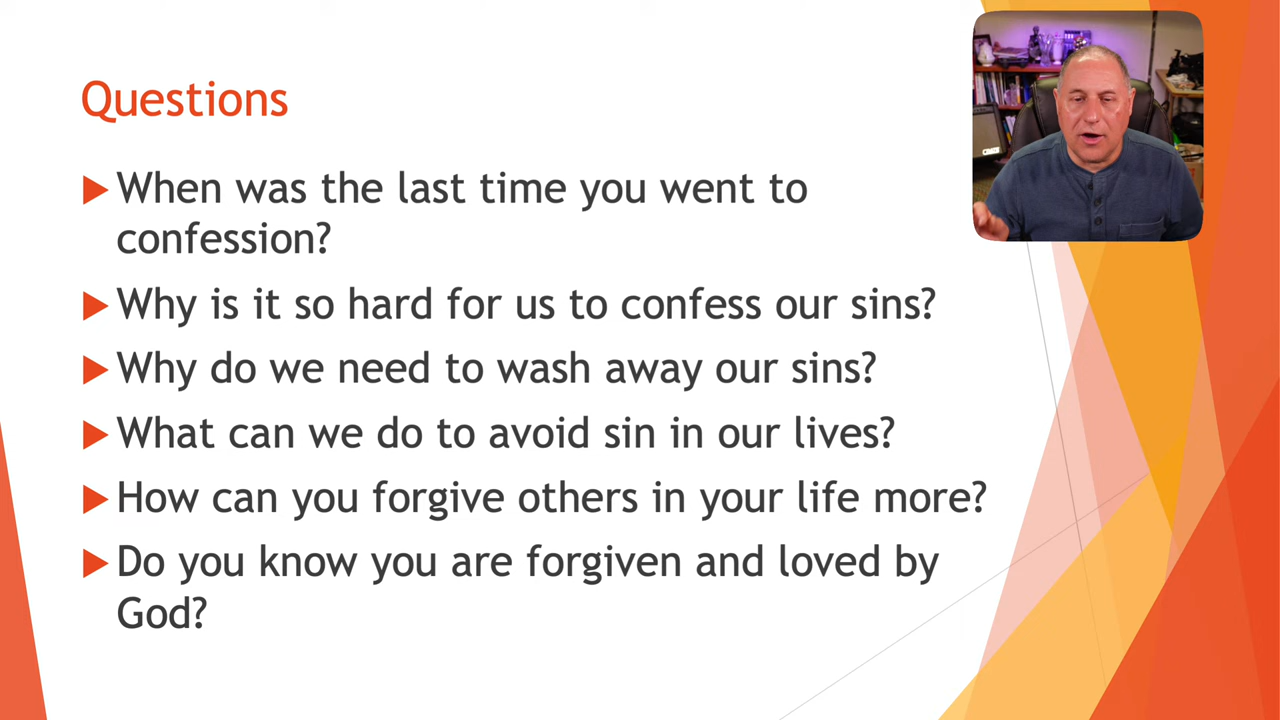 Questions
When was the last time you went to
confession?
Why is it so hard for us to confess our sins?
Why do we need to wash away our sins?
What can we do to avoid sin in our lives?
How can you forgive others in your life more?
Do you know you are forgiven and loved by
God?